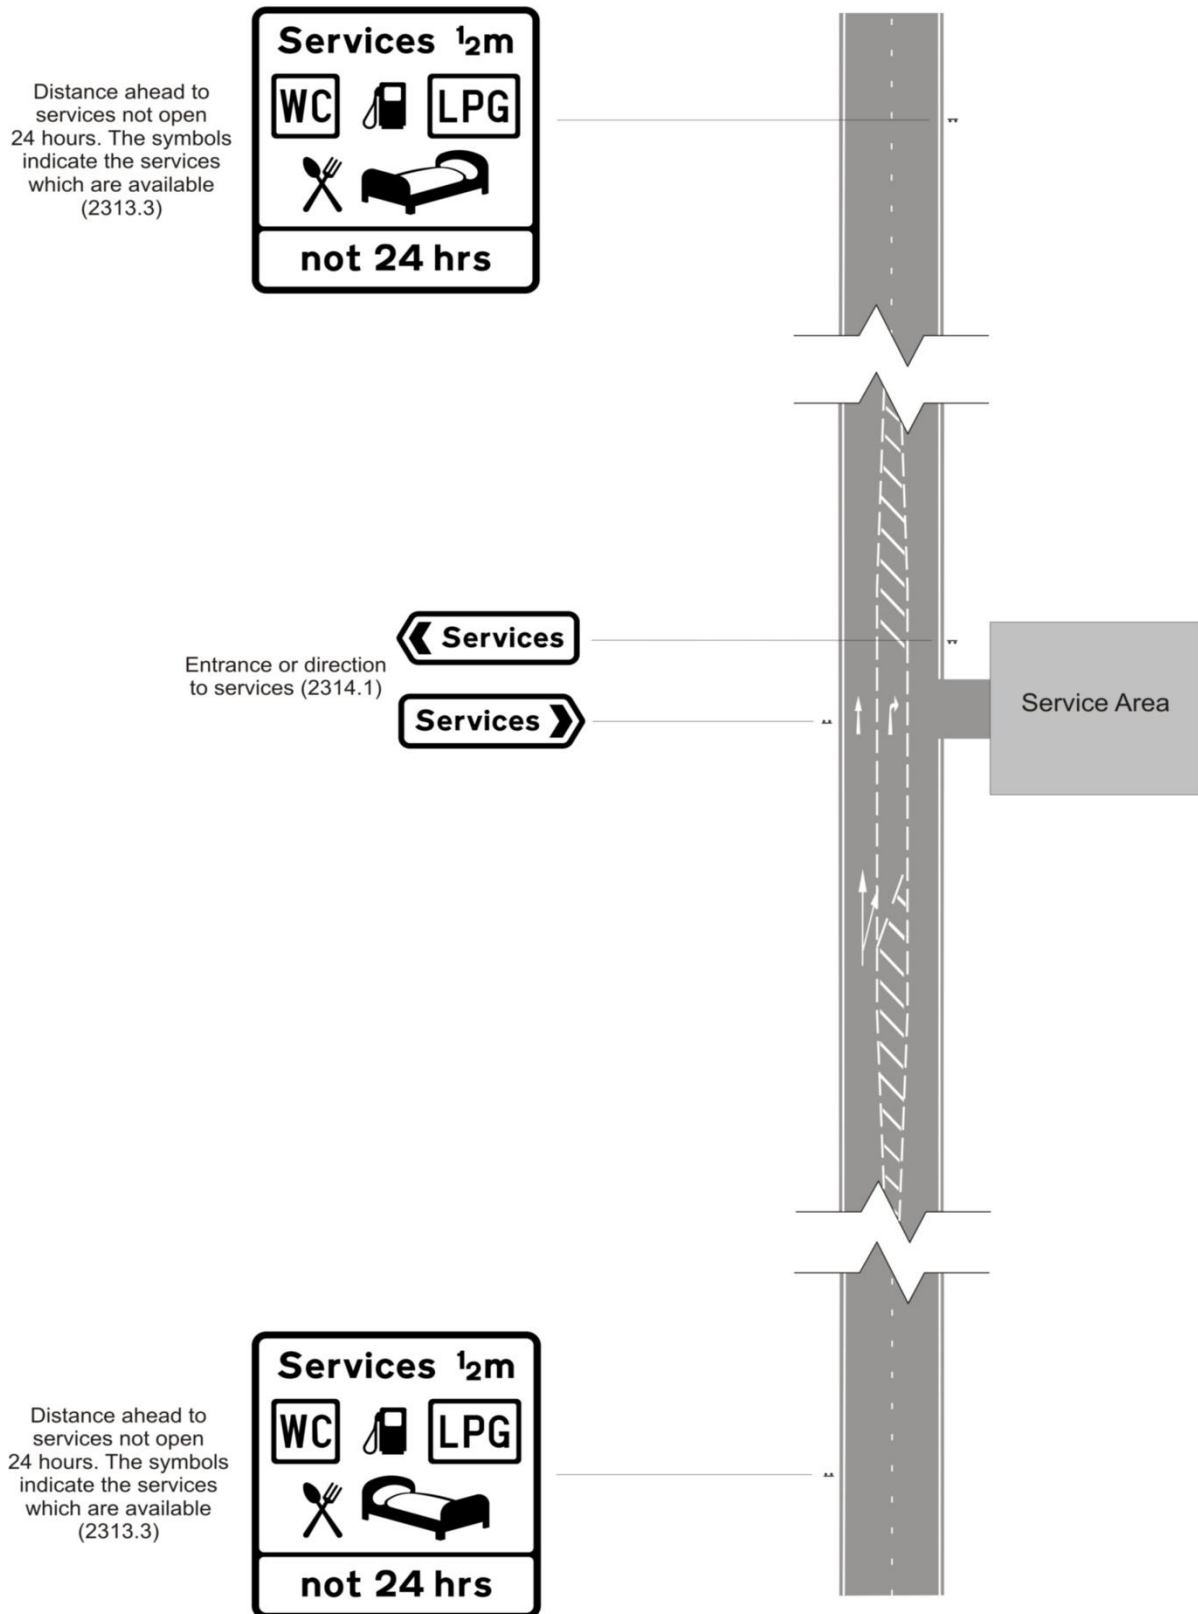 Services ½m
WC LPG
not 24 hrs
Distance ahead to
services not open
24 hours. The symbols
indicate the services
which are available
(2313.3)
Services
Entrance or direction
to services (2314.1)
Services
Service Area
Services ½m
WC LPG
not 24 hrs
Distance ahead to
services not open
24 hours. The symbols
indicate the services
which are available
(2313.3)